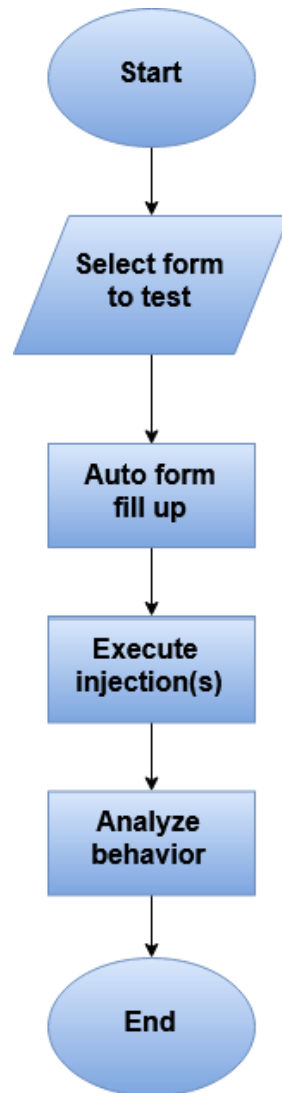 Start
Select form
to test
Auto form
fill up
Execute
injection(s)
Analyze
behavior
End